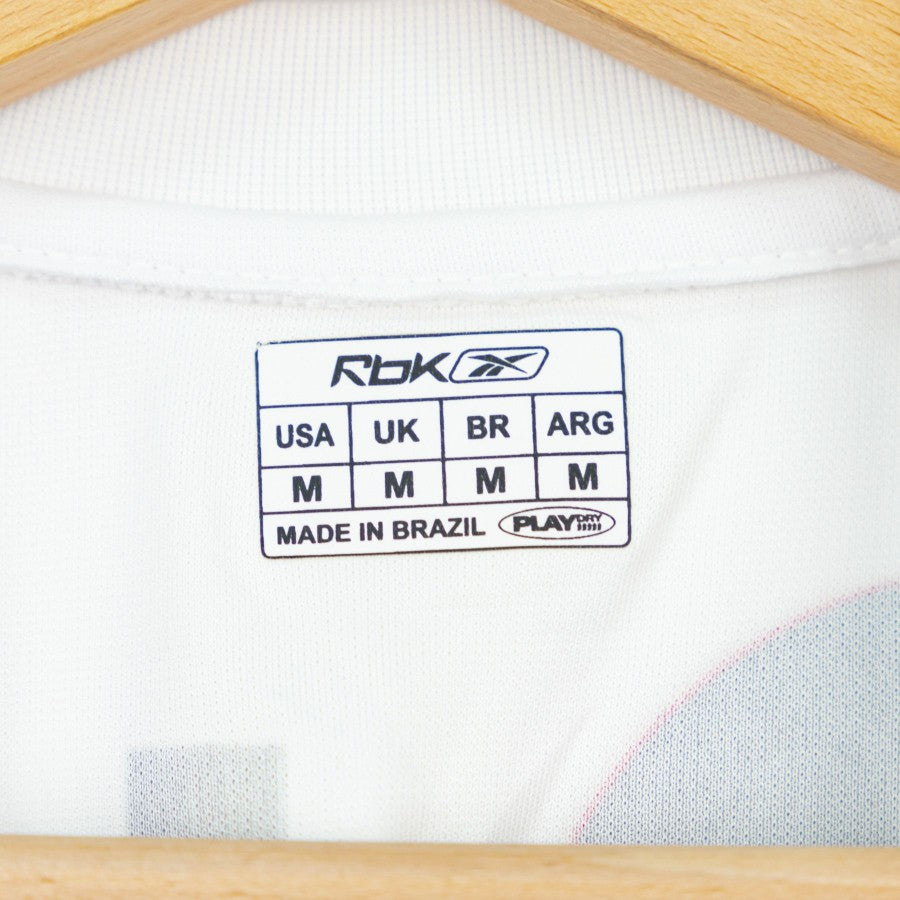 Rbk
USA UK BR ARG
M M M M
MADE IN BRAZIL PLAYDRY